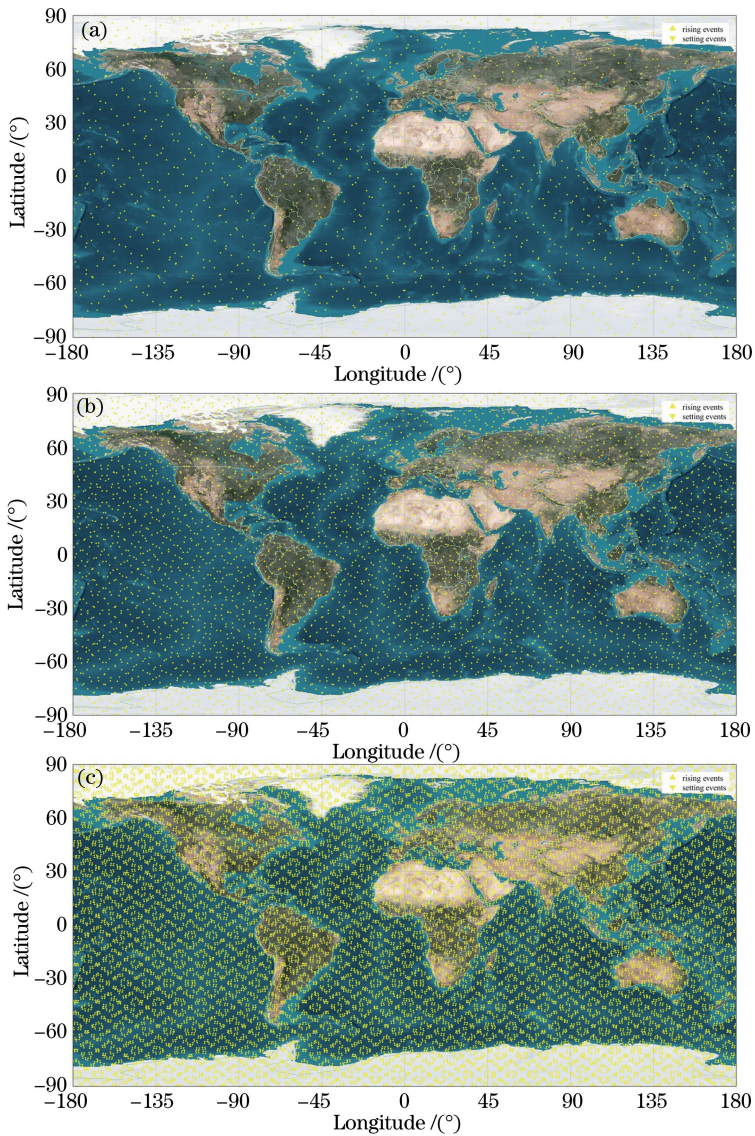 90
(a)
rising events
setting events
60
30
0
−30
−60
−90
Latitude /(°)
−180 −135 −90 −45 0 45 90 135 180
Longitude /(°)
90
(b)
rising events
setting events
60
30
0
−30
−60
−90
Latitude /(°)
−180 −135 −90 −45 0 45 90 135 180
Longitude /(°)
90
(c)
rising events
setting events
60
30
0
−30
−60
−90
Latitude /(°)
−180 −135 −90 −45 0 45 90 135 180
Longitude /(°)